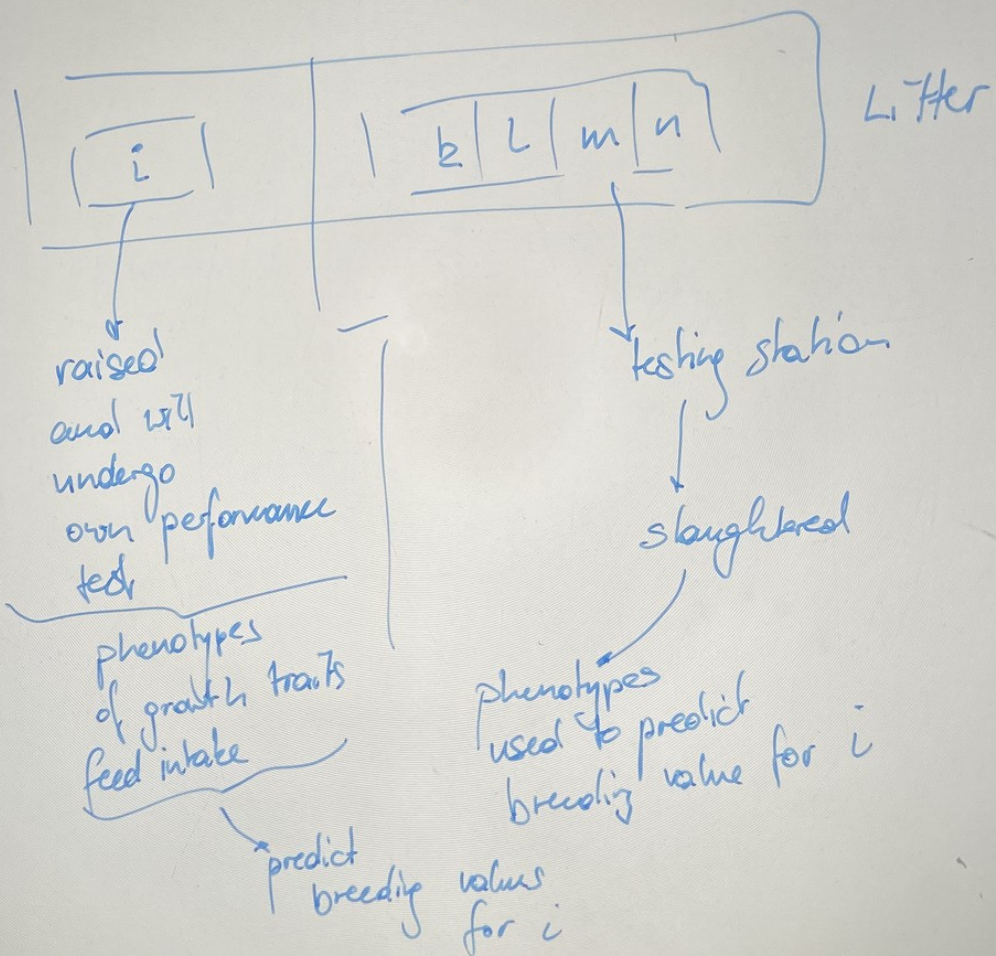 Litter
i
k l m n
raised
and will
undergo
own performance
test
phenotypes
of growth traits
feed intake
predict
breeding values
for i
testing station
slaughtered
phenotypes
used to predict
breeding value for i